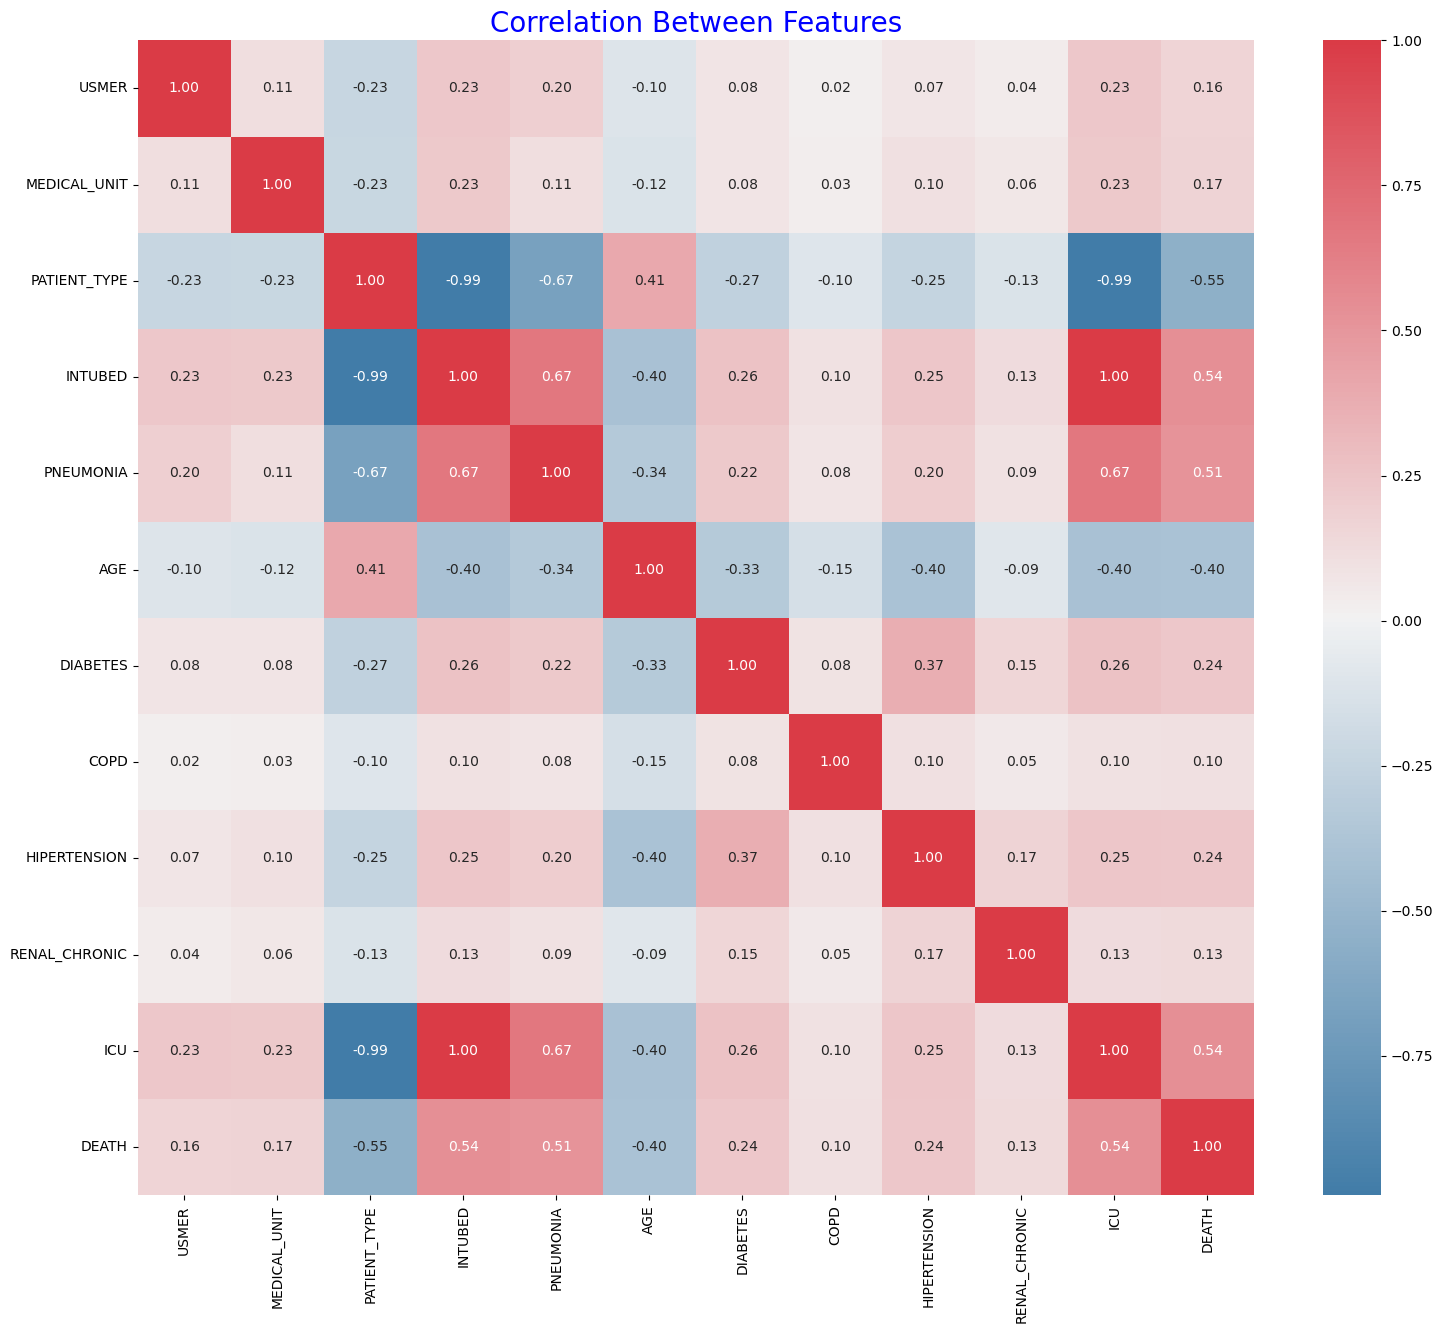 Correlation Between Features
USMER 1.00 0.11 -0.23 0.23 0.20 -0.10 0.08 0.02 0.07 0.04 0.23 0.16
MEDICAL_UNIT 0.11 1.00 -0.23 0.23 0.11 -0.12 0.08 0.03 0.10 0.06 0.23 0.17
PATIENT_TYPE -0.23 -0.23 1.00 -0.99 -0.67 0.41 -0.27 -0.10 -0.25 -0.13 -0.99 -0.55
INTUBED 0.23 0.23 -0.99 1.00 0.67 -0.40 0.26 0.10 0.25 0.13 1.00 0.54
PNEUMONIA 0.20 0.11 -0.67 0.67 1.00 -0.34 0.22 0.08 0.20 0.09 0.67 0.51
AGE -0.10 -0.12 0.41 -0.40 -0.34 1.00 -0.33 -0.15 -0.40 -0.09 -0.40 -0.40
DIABETES 0.08 0.08 -0.27 0.26 0.22 -0.33 1.00 0.08 0.37 0.15 0.26 0.24
COPD 0.02 0.03 -0.10 0.10 0.08 -0.15 0.08 1.00 0.10 0.05 0.10 0.10
HIPERTENSION 0.07 0.10 -0.25 0.25 0.20 -0.40 0.37 0.10 1.00 0.17 0.25 0.24
RENAL_CHRONIC 0.04 0.06 -0.13 0.13 0.09 -0.09 0.15 0.05 0.17 1.00 0.13 0.13
ICU 0.23 0.23 -0.99 1.00 0.67 -0.40 0.26 0.10 0.25 0.13 1.00 0.54
DEATH 0.16 0.17 -0.55 0.54 0.51 -0.40 0.24 0.10 0.24 0.13 0.54 1.00
USMER MEDICAL_UNIT PATIENT_TYPE INTUBED PNEUMONIA AGE DIABETES COPD HIPERTENSION RENAL_CHRONIC ICU DEATH
1.00
0.75
0.50
0.25
0.00
−0.25
−0.50
−0.75